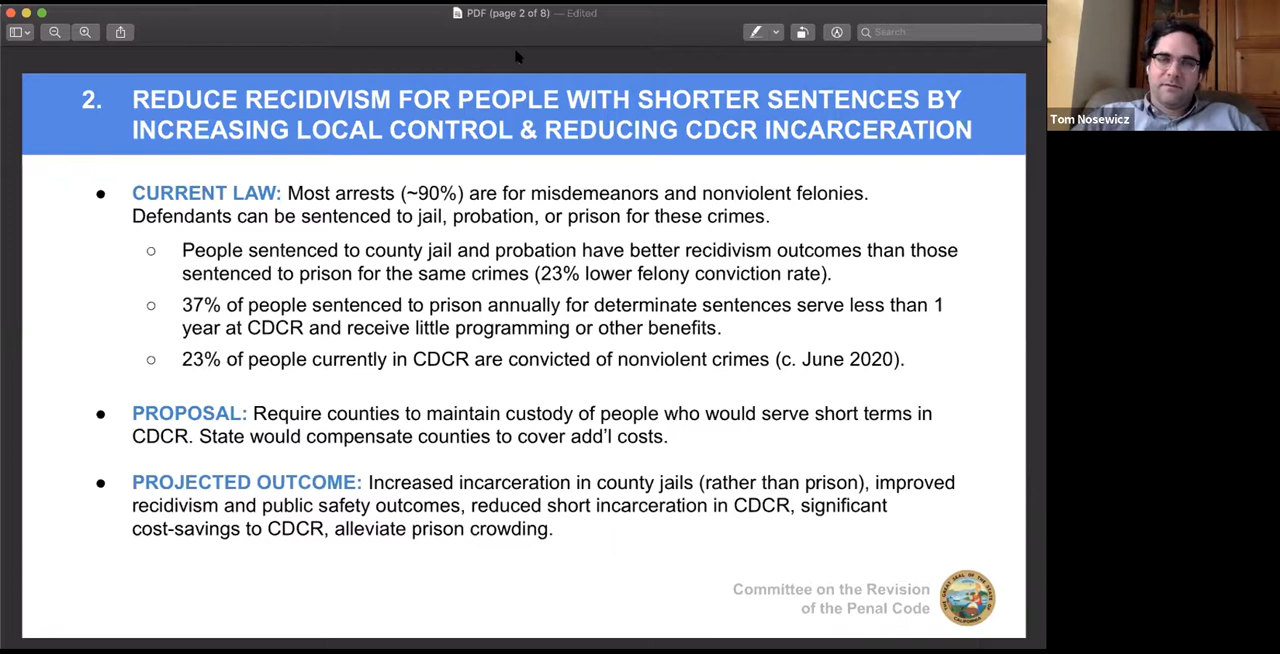 PDF (page 2 of 8) — Edited
Search
2. REDUCE RECIDIVISM FOR PEOPLE WITH SHORTER SENTENCES BY
INCREASING LOCAL CONTROL & REDUCING CDCR INCARCERATION
Tom Nosewicz
● CURRENT LAW: Most arrests (~90%) are for misdemeanors and nonviolent felonies.
Defendants can be sentenced to jail, probation, or prison for these crimes.
○ People sentenced to county jail and probation have better recidivism outcomes than those
sentenced to prison for the same crimes (23% lower felony conviction rate).
○ 37% of people sentenced to prison annually for determinate sentences serve less than 1
year at CDCR and receive little programming or other benefits.
○ 23% of people currently in CDCR are convicted of nonviolent crimes (c. June 2020).
● PROPOSAL: Require counties to maintain custody of people who would serve short terms in
CDCR. State would compensate counties to cover add’l costs.
● PROJECTED OUTCOME: Increased incarceration in county jails (rather than prison), improved
recidivism and public safety outcomes, reduced short incarceration in CDCR, significant
cost-savings to CDCR, alleviate prison crowding.
Committee on the Revision
of the Penal Code